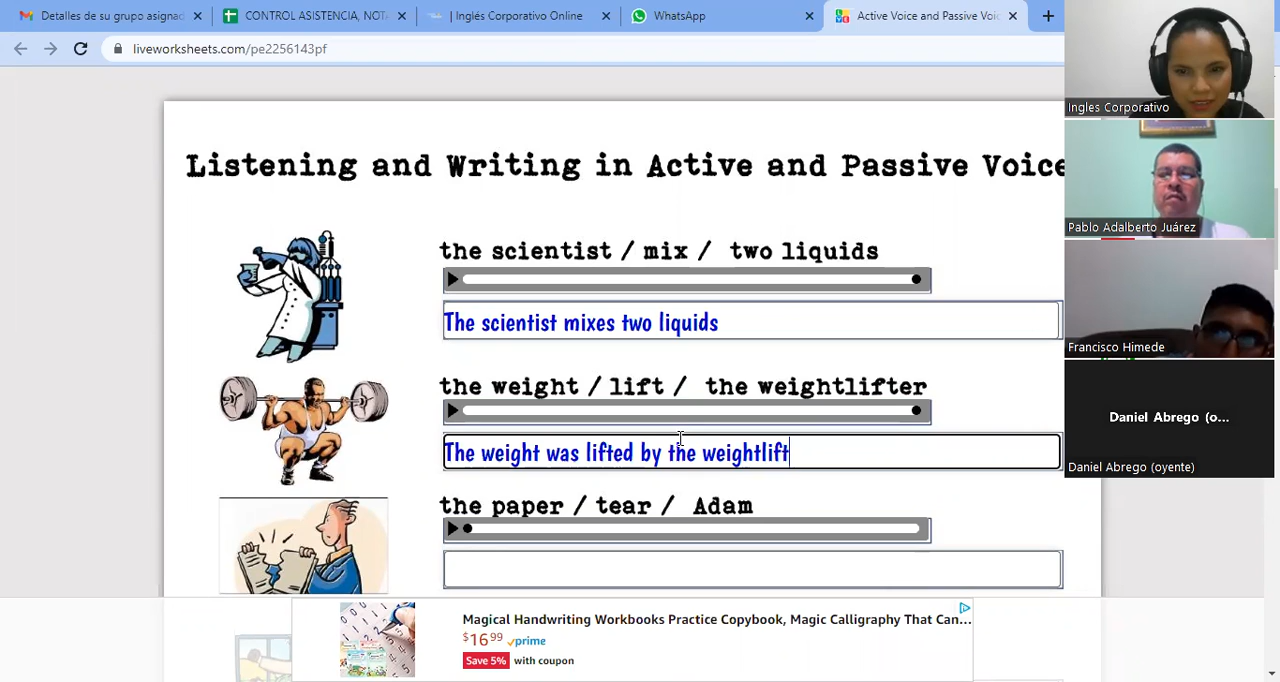 Detalles de su grupo asignad
CONTROL ASISTENCIA, NOT
| Inglés Corporativo Online
WhatsApp
Active Voice and Passive Voic
liveworksheets.com/pe2256143pf
Ingles Corporativo
Pablo Adalberto Juárez
Francisco Himede
Daniel Abrego (o...
Daniel Abrego (oyente)
Listening and Writing in Active and Passive Voice
the scientist / mix / two liquids
The scientist mixes two liquids
the weight / lift / the weightlifter
The weight was lifted by the weightlift
the paper / tear / Adam
Magical Handwriting Workbooks Practice Copybook, Magic Calligraphy That Can...
$16 99 prime
Save 5% with coupon